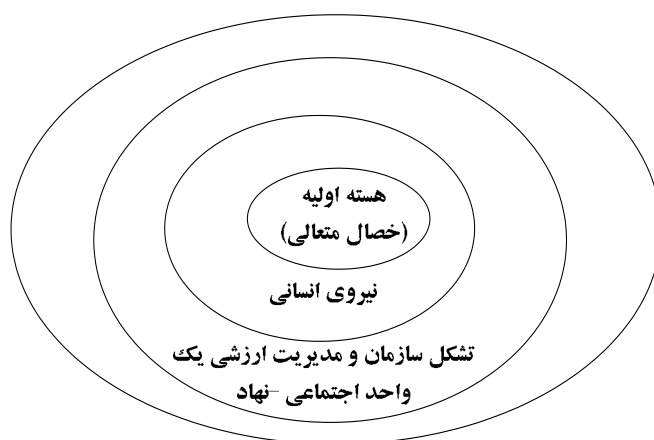 هسته اولیه
(خصال متعالی)
نیروی انسانی
تشکل سازمان و مدیریت ارزشی یک
واحد اجتماعی -نهاد